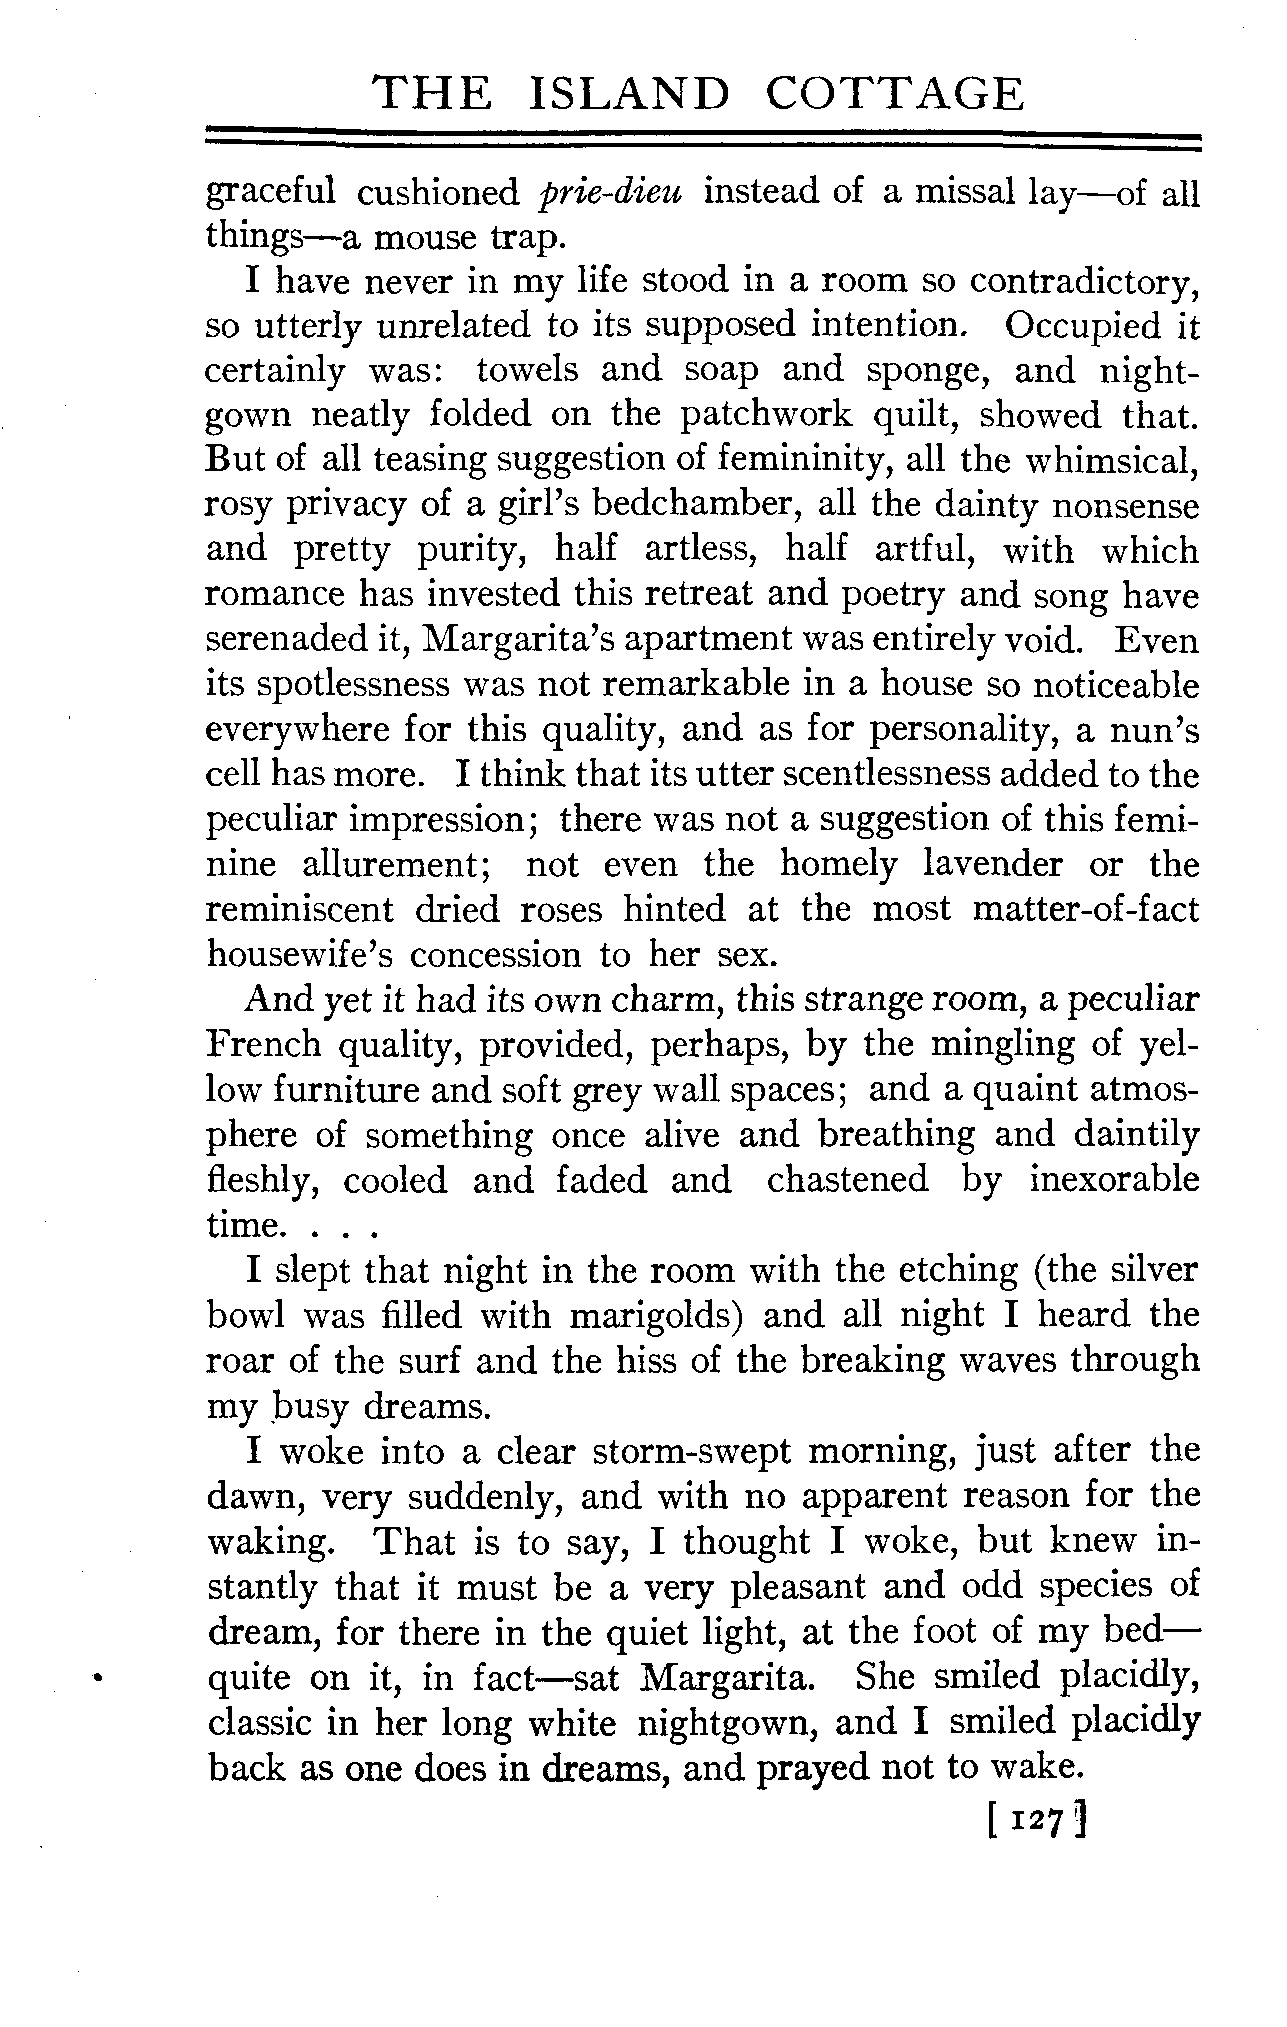 THE ISLAND COTTAGE
graceful cushioned prie-dieu instead of a missal lay—of all
things—a mouse trap.
I have never in my life stood in a room so contradictory,
so utterly unrelated to its supposed intention. Occupied it
certainly was: towels and soap and sponge, and night-
gown neatly folded on the patchwork quilt, showed that.
But of all teasing suggestion of femininity, all the whimsical,
rosy privacy of a girl's bedchamber, all the dainty nonsense
and pretty purity, half artless, half artful, with which
romance has invested this retreat and poetry and song have
serenaded it, Margarita's apartment was entirely void. Even
its spotlessness was not remarkable in a house so noticeable
everywhere for this quality, and as for personality, a nun's
cell has more. I think that its utter scentlessness added to the
peculiar impression; there was not a suggestion of this femi-
nine allurement; not even the homely lavender or the
reminiscent dried roses hinted at the most matter-of-fact
housewife's concession to her sex.
And yet it had its own charm, this strange room, a peculiar
French quality, provided, perhaps, by the mingling of yel-
low furniture and soft grey wall spaces; and a quaint atmos-
phere of something once alive and breathing and daintily
fleshly, cooled and faded and chastened by inexorable
time. . . .
I slept that night in the room with the etching (the silver
bowl was filled with marigolds) and all night I heard the
roar of the surf and the hiss of the breaking waves through
my busy dreams.
I woke into a clear storm-swept morning, just after the
dawn, very suddenly, and with no apparent reason for the
waking. That is to say, I thought I woke, but knew in-
stantly that it must be a very pleasant and odd species of
dream, for there in the quiet light, at the foot of my bed—
quite on it, in fact—sat Margarita. She smiled placidly,
classic in her long white nightgown, and I smiled placidly
back as one does in dreams, and prayed not to wake.
[ 127 ]